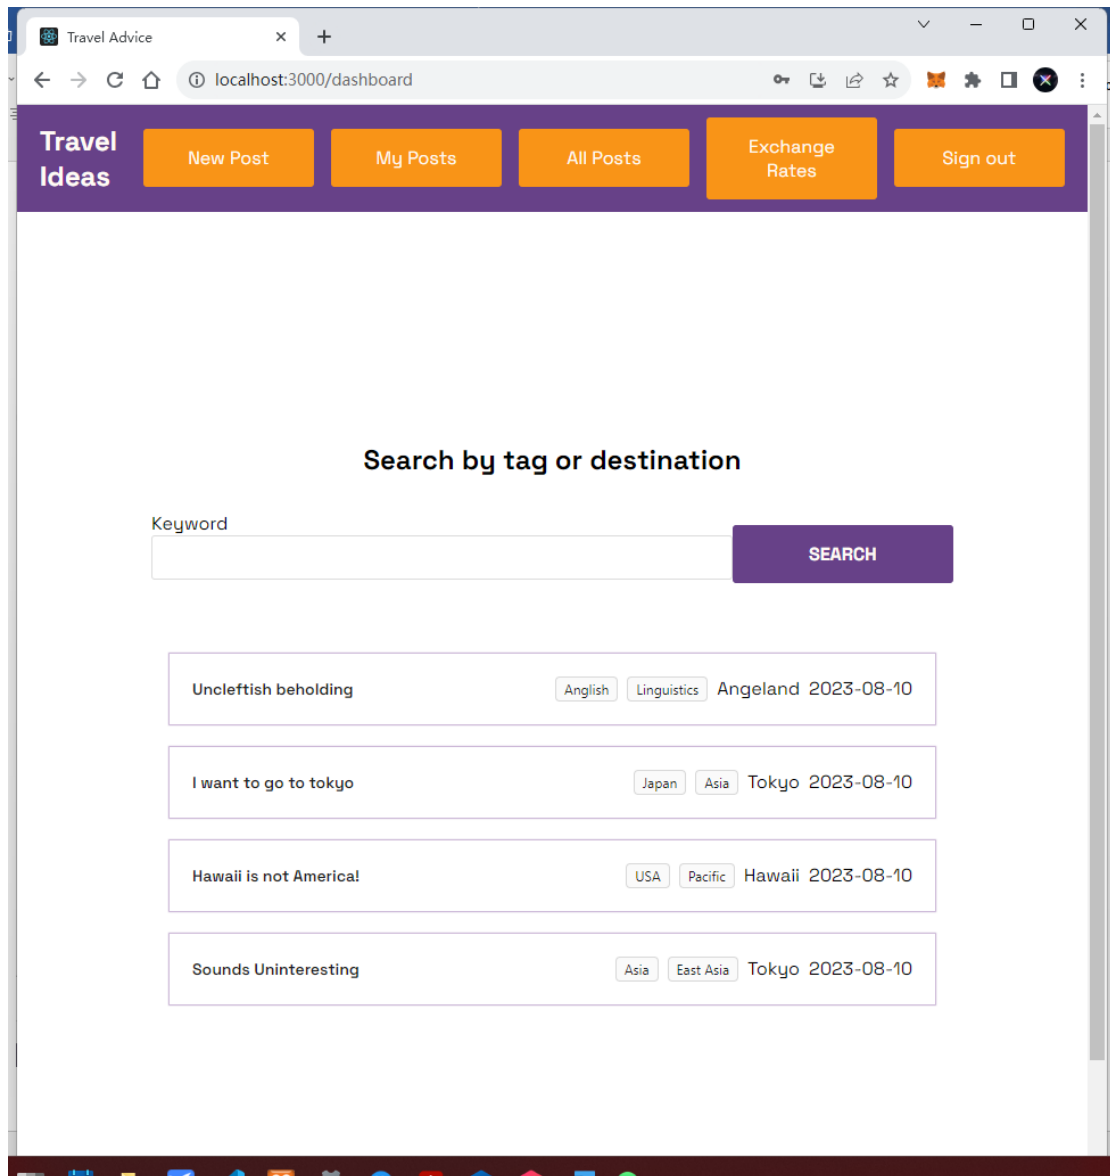 Travel Advice
localhost:3000/dashboard
Travel Ideas
New Post
My Posts
All Posts
Exchange Rates
Sign out
Search by tag or destination
Keyword
SEARCH
Uncleftish beholding Anglish Linguistics Angeland 2023-08-10
I want to go to tokyo Japan Asia Tokyo 2023-08-10
Hawaii is not America! USA Pacific Hawaii 2023-08-10
Sounds Uninteresting Asia East Asia Tokyo 2023-08-10